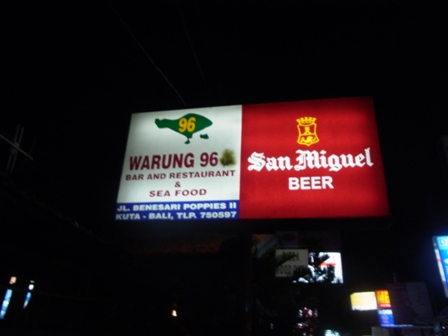 96
WARUNG 96
BAR AND RESTAURANT
&
SEA FOOD
JL. BENESARI POPPIES II
KUTA - BALI, TLP. 750597
San Miguel
BEER